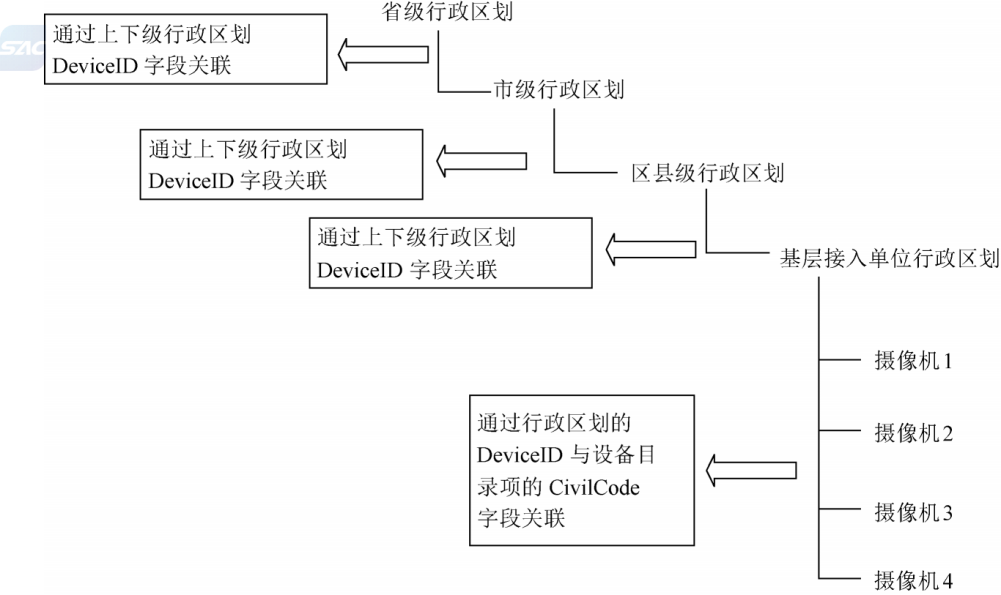 省级行政区划
通过上下级行政区划
DeviceID 字段关联
SAC
市级行政区划
通过上下级行政区划
DeviceID 字段关联
区县级行政区划
通过上下级行政区划
DeviceID 字段关联
基层接入单位行政区划
摄像机1
通过行政区划的
DeviceID 与设备目
录项的 CivilCode
字段关联
摄像机2
摄像机3
摄像机4